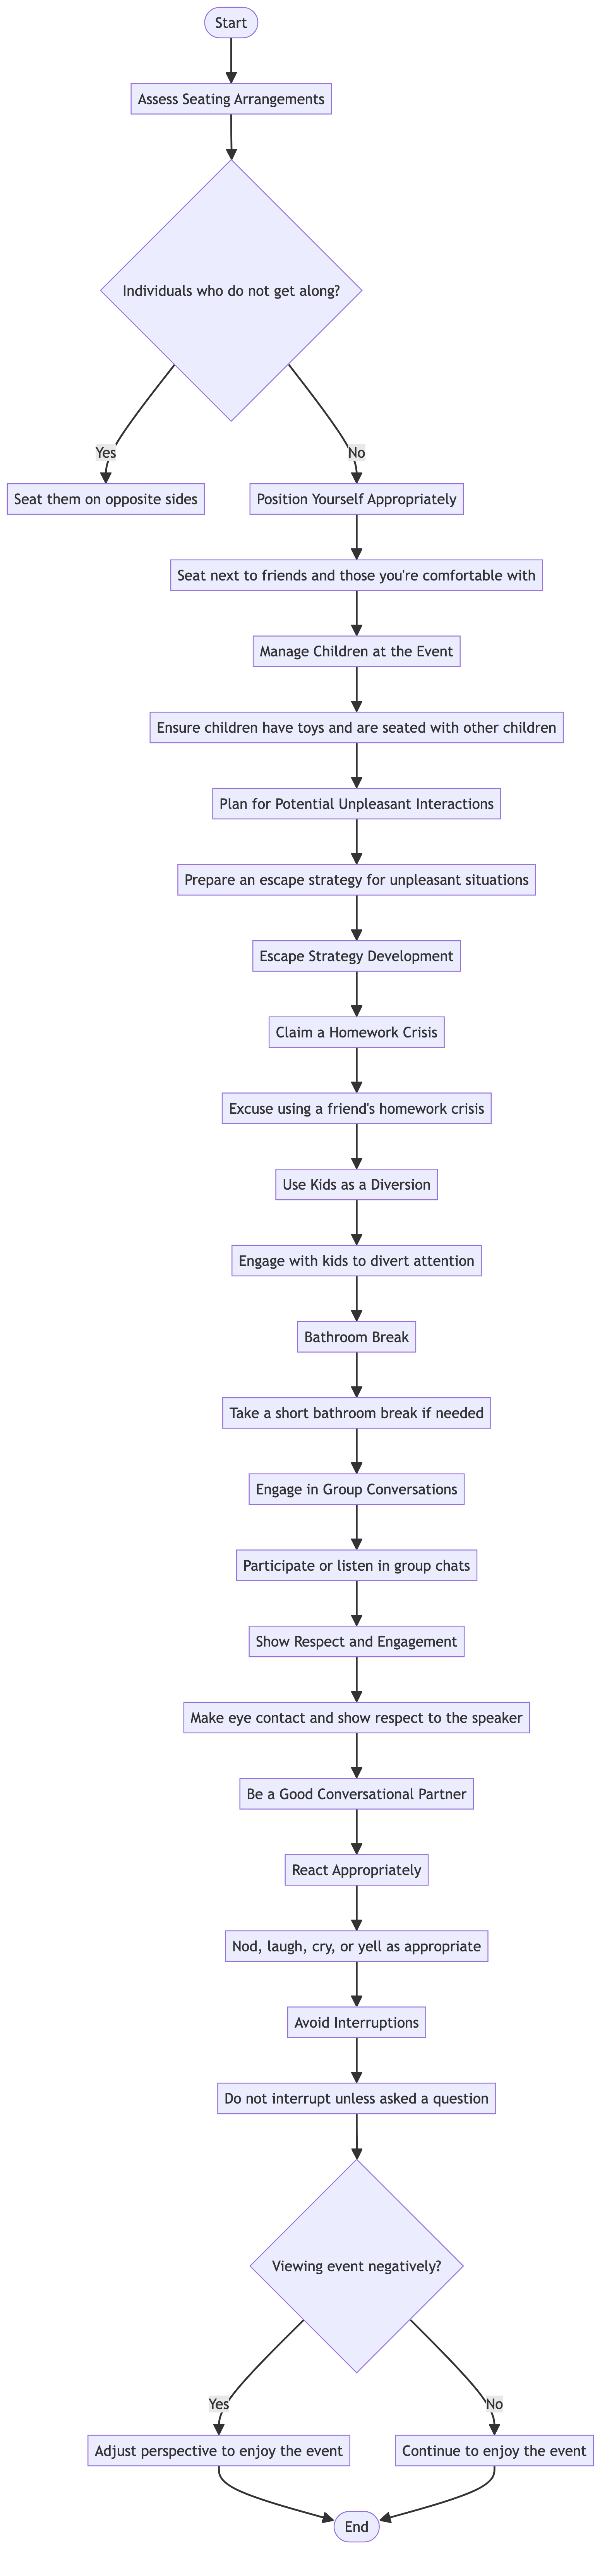 Start
Assess Seating Arrangements
Individuals who do not get along?
Yes
No
Seat them on opposite sides
Position Yourself Appropriately
Seat next to friends and those you're comfortable with
Manage Children at the Event
Ensure children have toys and are seated with other children
Plan for Potential Unpleasant Interactions
Prepare an escape strategy for unpleasant situations
Escape Strategy Development
Claim a Homework Crisis
Excuse using a friend's homework crisis
Use Kids as a Diversion
Engage with kids to divert attention
Bathroom Break
Take a short bathroom break if needed
Engage in Group Conversations
Participate or listen in group chats
Show Respect and Engagement
Make eye contact and show respect to the speaker
Be a Good Conversational Partner
React Appropriately
Nod, laugh, cry, or yell as appropriate
Avoid Interruptions
Do not interrupt unless asked a question
Viewing event negatively?
Yes
No
Adjust perspective to enjoy the event
Continue to enjoy the event
End